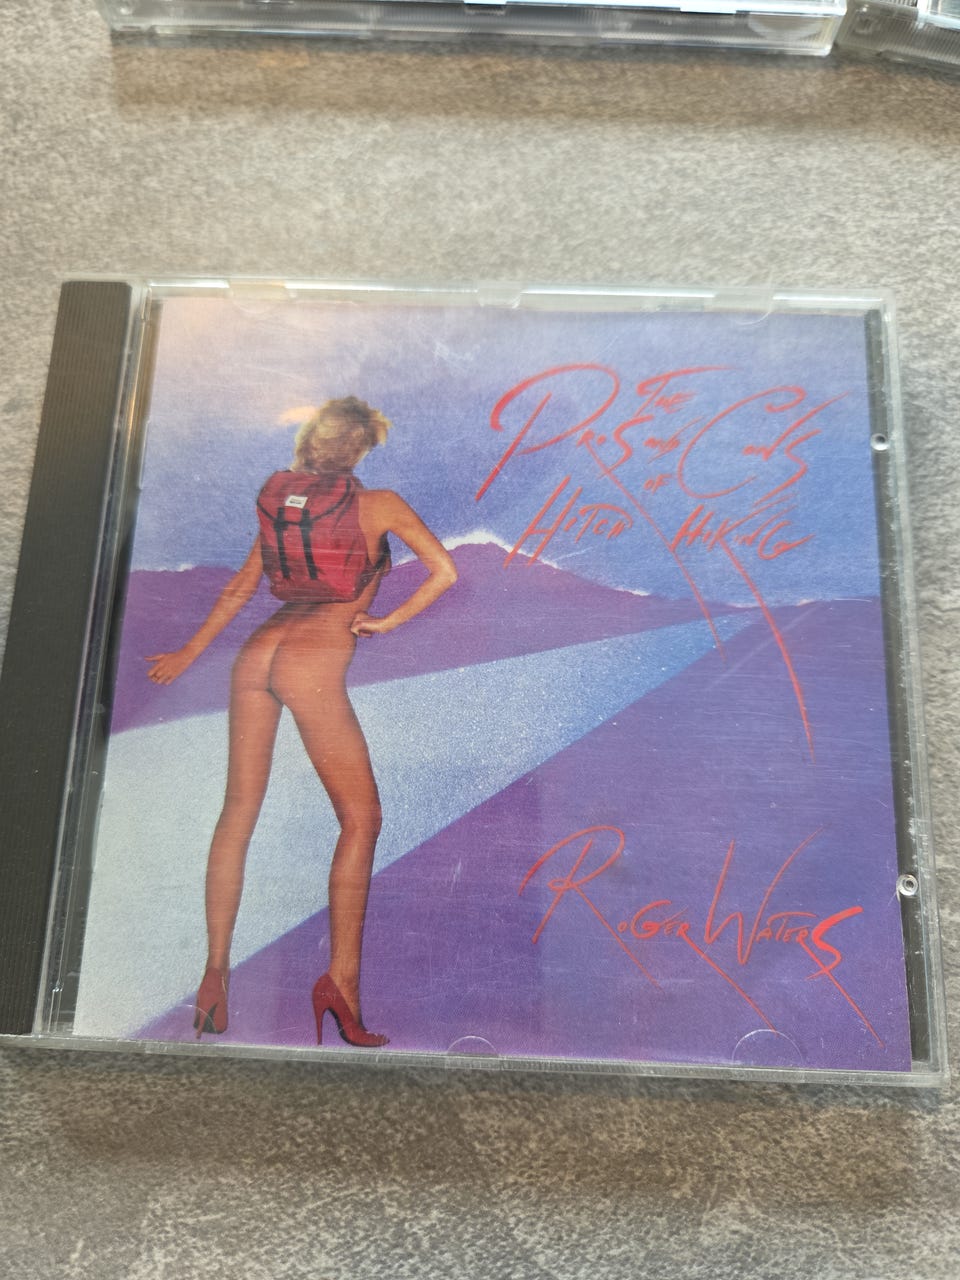 THE
PROS AND CONS
OF
HITCH HIKING
ROGER WATERS